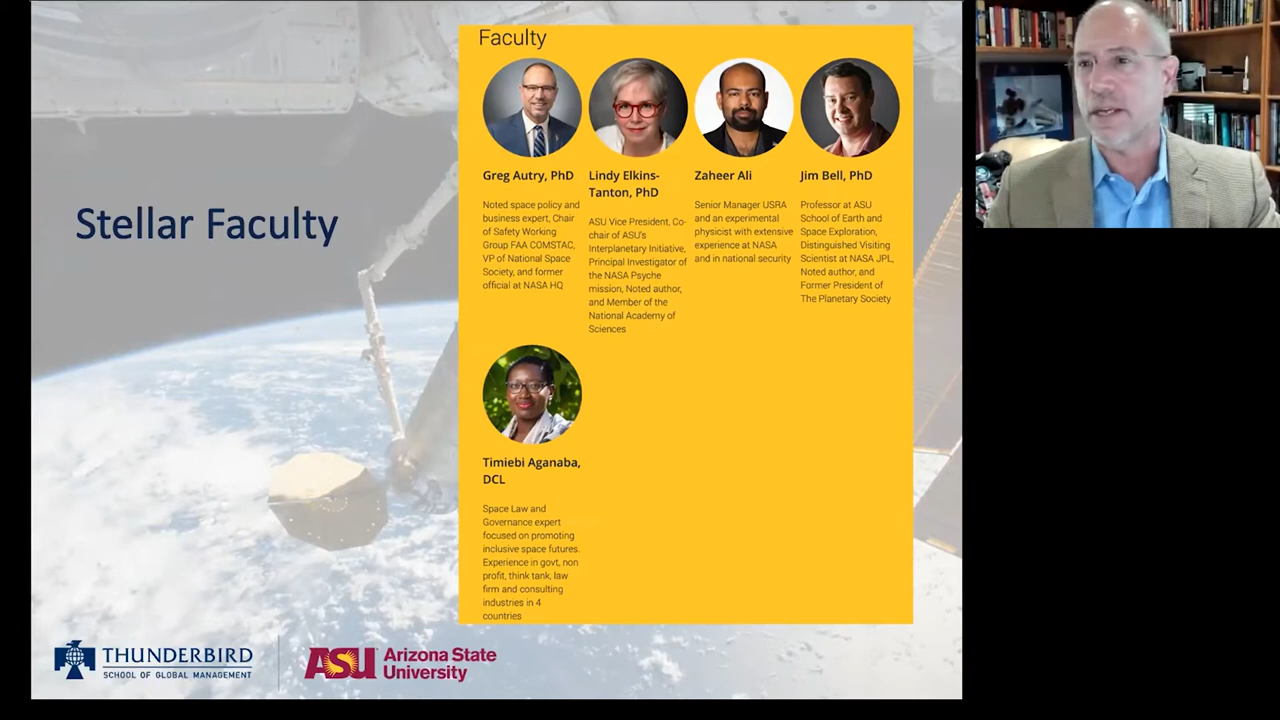 Faculty
Stellar Faculty
Greg Autry, PhD
Noted space policy and
business expert, Chair
of Safety Working
Group FAA COMSTAC,
VP of National Space
Society, and former
official at NASA HQ
Lindy Elkins-
Tanton, PhD
ASU Vice President, Co-
chair of ASU's
Interplanetary Initiative,
Principal Investigator of
the NASA Psyche
mission, Noted author,
and Member of the
National Academy of
Sciences
Zaheer Ali
Senior Manager USRA
and an experimental
physicist with extensive
experience at NASA
and in national security
Jim Bell, PhD
Professor at ASU
School of Earth and
Space Exploration,
Distinguished Visiting
Scientist at NASA JPL,
Noted author, and
Former President of
The Planetary Society
Timiebi Aganaba,
DCL
Space Law and
Governance expert
focused on promoting
inclusive space futures.
Experience in govt, non
profit, think tank, law
firm and consulting
industries in 4
countries
THUNDERBIRD
SCHOOL OF GLOBAL MANAGEMENT
ASU Arizona State
University